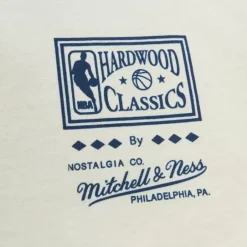 HARDWOOD
NBA
CLASSICS
By
NOSTALGIA CO.
Mitchell & Ness
PHILADELPHIA, PA.